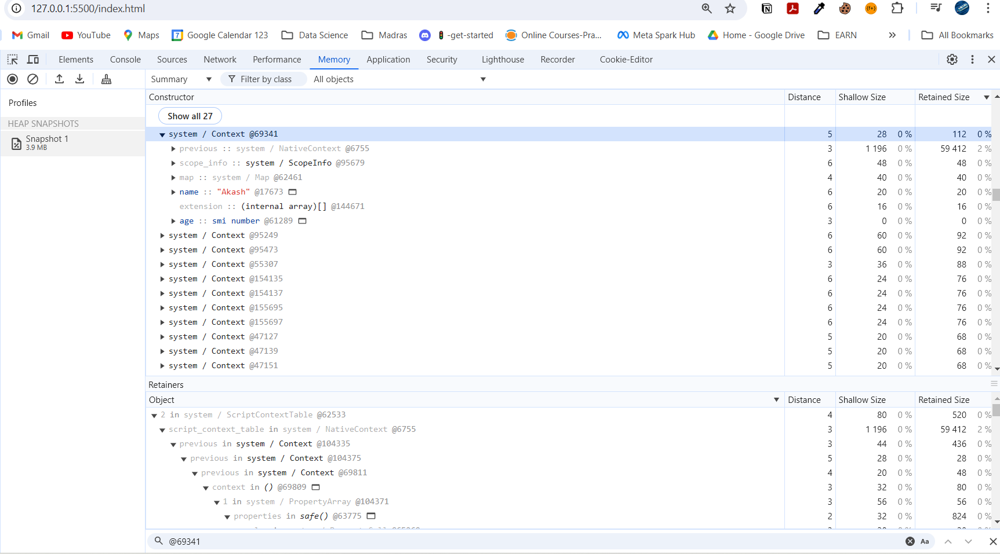 127.0.0.1:5500/index.html
Gmail YouTube Maps 7 Google Calendar 123 Data Science Madras -get-started Online Courses-Pra... Meta Spark Hub Home - Google Drive EARN » All Bookmarks
Elements Console Sources Network Performance Memory Application Security Lighthouse Recorder Cookie-Editor
Summary Filter by class All objects
Profiles
HEAP SNAPSHOTS
Snapshot 1
3.9 MB
Constructor Distance Shallow Size Retained Size
Show all 27
system / Context @69341 5 28 0 % 112 0 %
previous :: system / NativeContext @6755 3 1 196 0 % 59 412 2 %
scope_info :: system / ScopeInfo @95679 6 48 0 % 48 0 %
map :: system / Map @62461 4 40 0 % 40 0 %
name :: "Akash" @17673 6 20 0 % 20 0 %
extension :: (internal array)[] @144671 6 16 0 % 16 0 %
age :: smi number @61289 3 0 0 % 0 0 %
system / Context @95249 6 60 0 % 92 0 %
system / Context @95473 6 60 0 % 92 0 %
system / Context @55307 3 36 0 % 88 0 %
system / Context @154135 6 24 0 % 76 0 %
system / Context @154137 6 24 0 % 76 0 %
system / Context @155695 6 24 0 % 76 0 %
system / Context @155697 6 24 0 % 76 0 %
system / Context @47127 5 20 0 % 68 0 %
system / Context @47139 5 20 0 % 68 0 %
system / Context @47151 5 20 0 % 68 0 %
Retainers
Object Distance Shallow Size Retained Size
2 in system / ScriptContextTable @62533 4 80 0 % 520 0 %
script_context_table in system / NativeContext @6755 3 1 196 0 % 59 412 2 %
previous in system / Context @104335 3 44 0 % 436 0 %
previous in system / Context @104375 5 28 0 % 28 0 %
previous in system / Context @69811 4 20 0 % 48 0 %
context in () @69809 3 32 0 % 80 0 %
1 in system / PropertyArray @104371 3 56 0 % 56 0 %
properties in safe() @63775 2 32 0 % 824 0 %
@69341 Aa